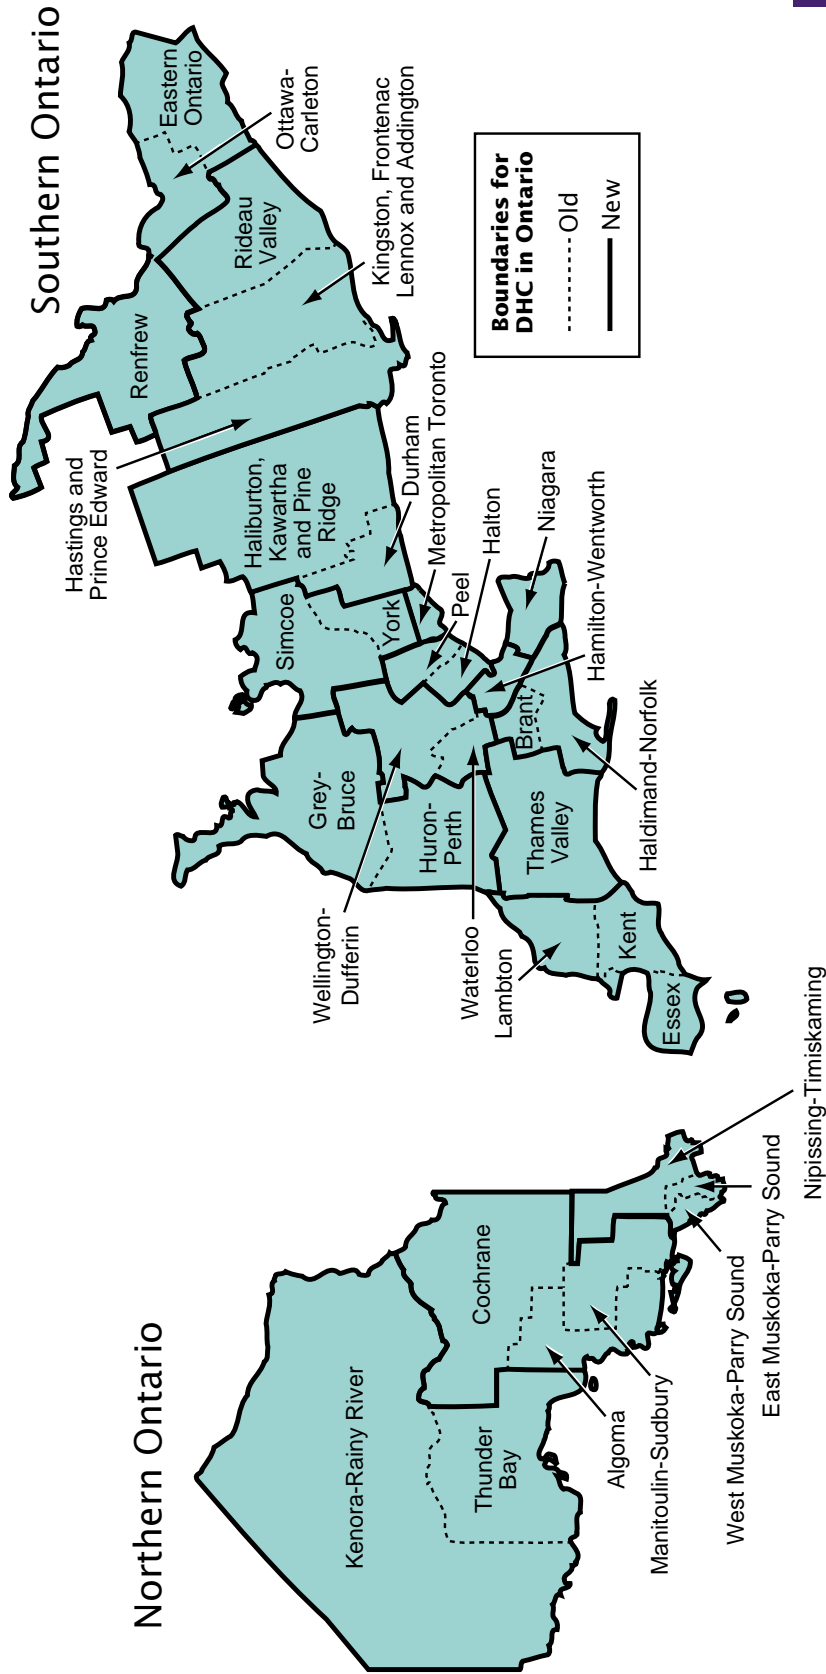 Northern Ontario
Kenora-Rainy River
Cochrane
Thunder
Bay
Algoma
Manitoulin-Sudbury
West Muskoka-Parry Sound
East Muskoka-Parry Sound
Nipissing-Timiskaming
Southern Ontario
Eastern
Ontario
Ottawa-
Carleton
Renfrew
Rideau
Valley
Kingston, Frontenac
Lennox and Addington
Hastings and
Prince Edward
Haliburton,
Kawartha
and Pine
Ridge
Durham
Metropolitan Toronto
Simcoe
York
Peel
Halton
Niagara
Hamilton-Wentworth
Grey-
Bruce
Brant
Haldimand-Norfolk
Huron-
Perth
Thames
Valley
Wellington-
Dufferin
Waterloo
Lambton
Kent
Essex
Boundaries for
DHC in Ontario
Old
New